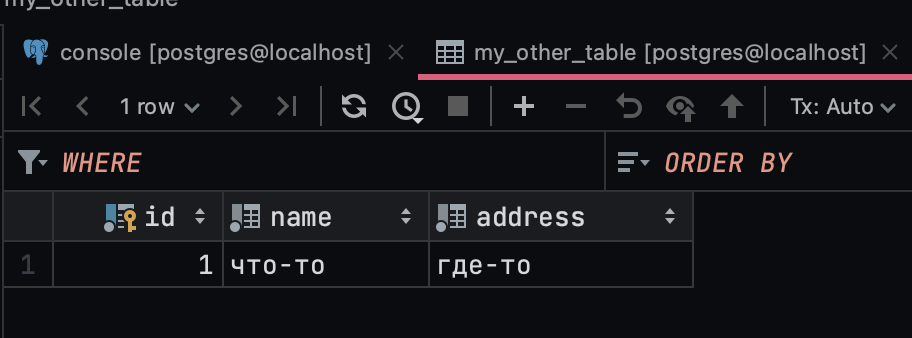 my_other_table
console [postgres@localhost] my_other_table [postgres@localhost]
1 row Tx: Auto
WHERE ORDER BY
id name address
1 1 что-то где-то